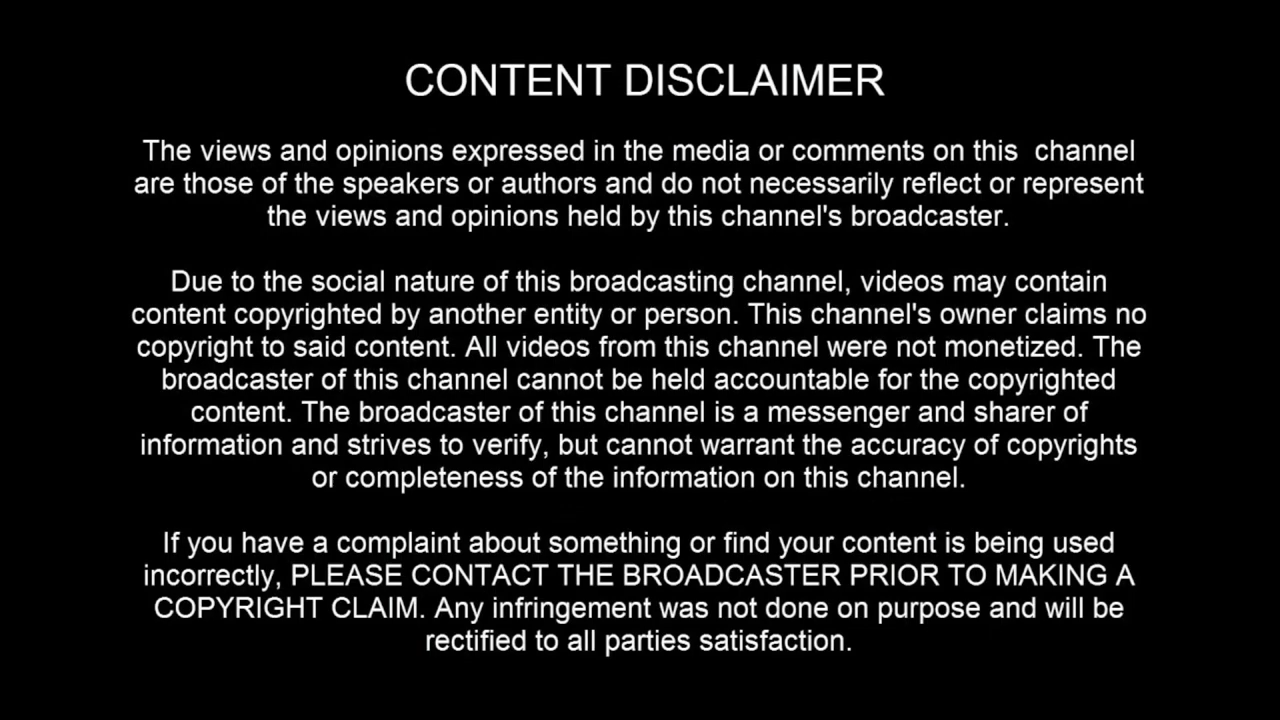 CONTENT DISCLAIMER
The views and opinions expressed in the media or comments on this  channel
are those of the speakers or authors and do not necessarily reflect or represent
the views and opinions held by this channel's broadcaster.
Due to the social nature of this broadcasting channel, videos may contain
content copyrighted by another entity or person. This channel's owner claims no
copyright to said content. All videos from this channel were not monetized. The
broadcaster of this channel cannot be held accountable for the copyrighted
content. The broadcaster of this channel is a messenger and sharer of
information and strives to verify, but cannot warrant the accuracy of copyrights
or completeness of the information on this channel.
If you have a complaint about something or find your content is being used
incorrectly, PLEASE CONTACT THE BROADCASTER PRIOR TO MAKING A
COPYRIGHT CLAIM. Any infringement was not done on purpose and will be
rectified to all parties satisfaction.